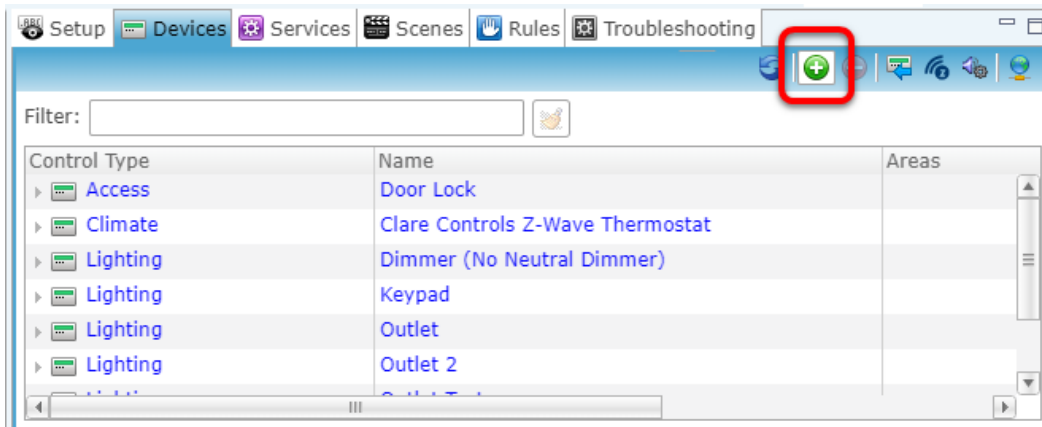 Setup Devices Services Scenes Rules Troubleshooting
Filter:
Control Type Name Areas
Access Door Lock
Climate Clare Controls Z-Wave Thermostat
Lighting Dimmer (No Neutral Dimmer)
Lighting Keypad
Lighting Outlet
Lighting Outlet 2